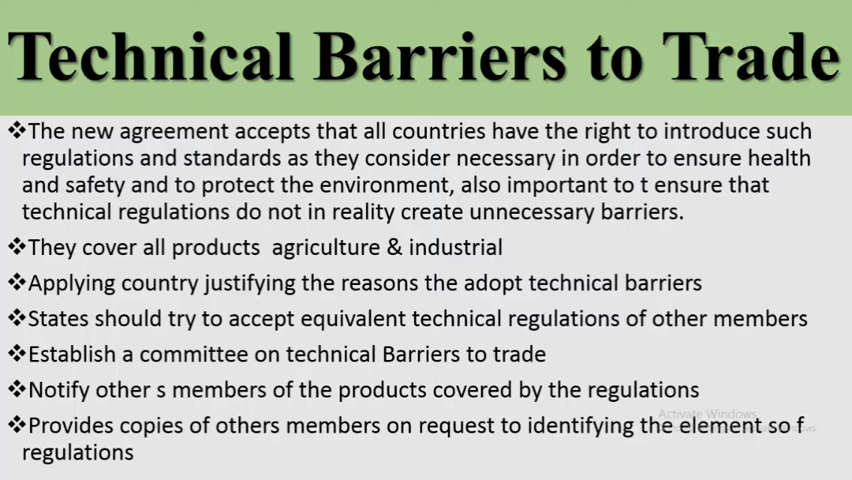 Technical Barriers to Trade
❖The new agreement accepts that all countries have the right to introduce such
regulations and standards as they consider necessary in order to ensure health
and safety and to protect the environment, also important to t ensure that
technical regulations do not in reality create unnecessary barriers.
❖They cover all products  agriculture & industrial
❖Applying country justifying the reasons the adopt technical barriers
❖States should try to accept equivalent technical regulations of other members
❖Establish a committee on technical Barriers to trade
❖Notify other s members of the products covered by the regulations
Activate Windows
❖Provides copies of others members on request to identifying the element so f
regulations